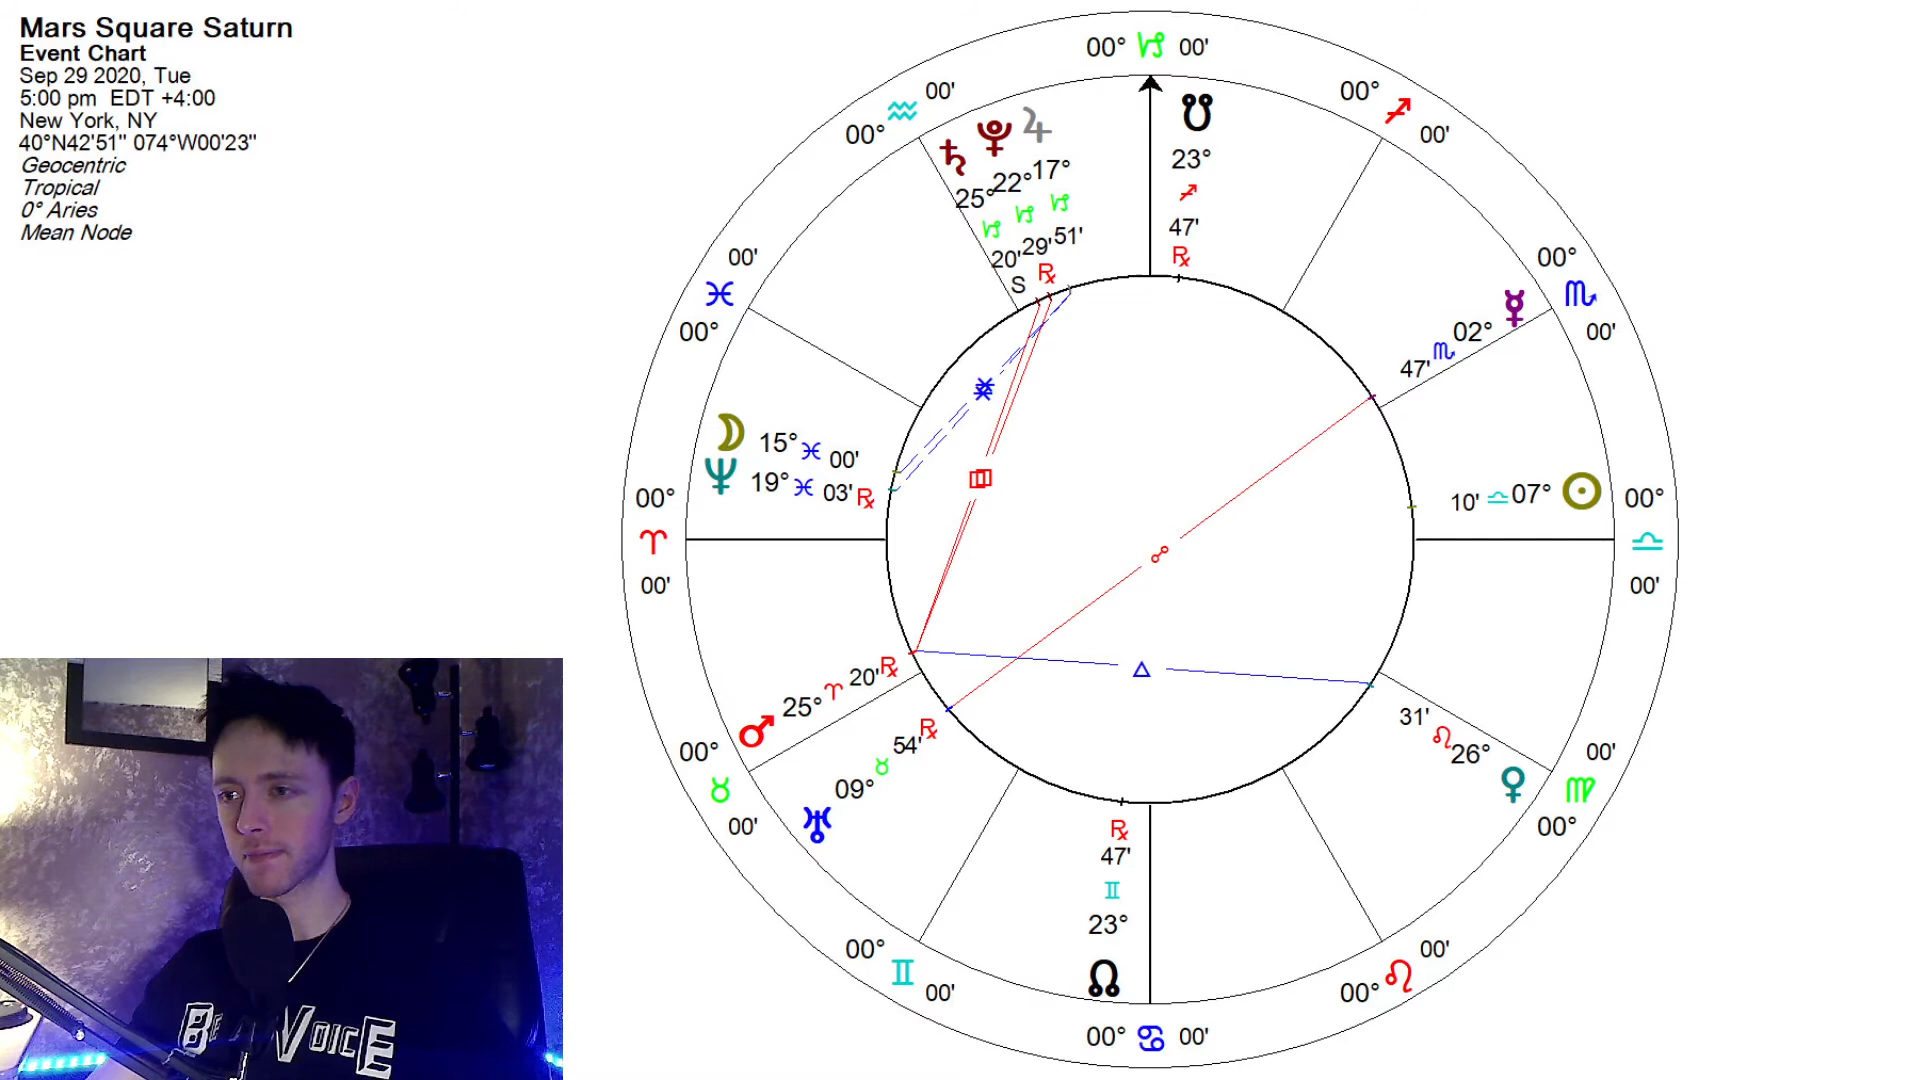 Mars Square Saturn
Event Chart
Sep 29 2020, Tue
5:00 pm EDT +4:00
New York, NY
40°N42'51" 074°W00'23"
Geocentric
Tropical
0° Aries
Mean Node
00° ♑ 00'
00° ♐ 00'
00° ♏ 00'
00° ♎ 00'
00° ♍ 00'
00° ♌ 00'
00° ♋ 00'
00° ♊ 00'
00° ♉ 00'
00° ♈ 00'
00° ♓ 00'
00° ♒ 00'
♄ 25° ♑ 20' S
♇ 22° ♑ 29' ℞
♃ 17° ♑ 51'
☋ 23° ♐ 47' ℞
☿ 02° ♏ 47'
☉ 07° ♎ 10'
♀ 26° ♌ 31'
☊ 23° ♊ 47' ℞
♅ 09° ♉ 54' ℞
♂ 25° ♈ 20' ℞
☽ 15° ♓ 00'
♆ 19° ♓ 03' ℞
BE A VOICE